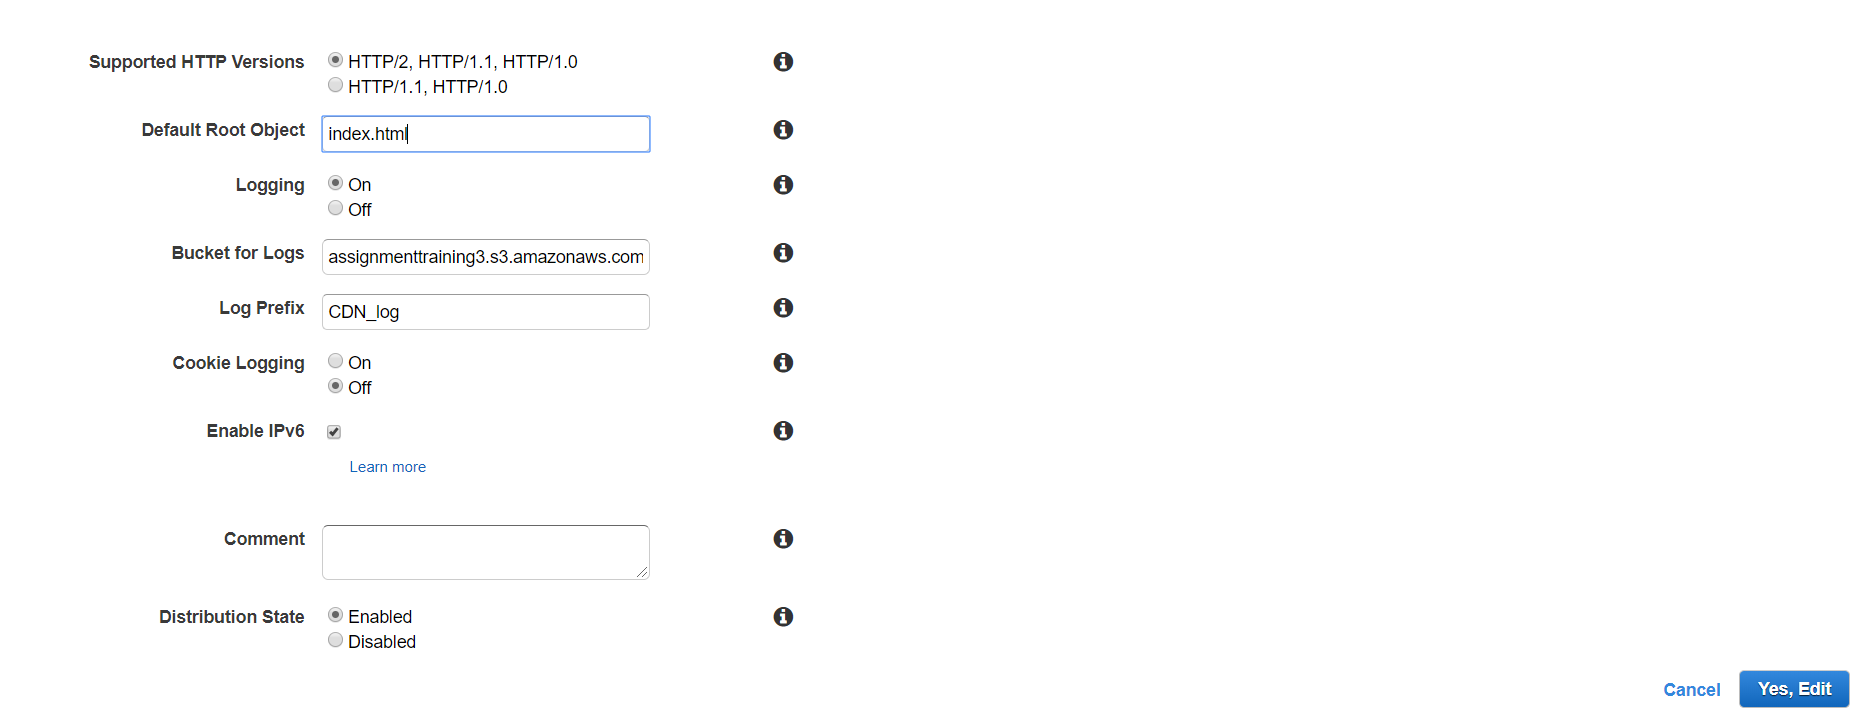 Supported HTTP Versions
HTTP/2, HTTP/1.1, HTTP/1.0
HTTP/1.1, HTTP/1.0
Default Root Object
index.html
Logging
On
Off
Bucket for Logs
assignmenttraining3.s3.amazonaws.com
Log Prefix
CDN_log
Cookie Logging
On
Off
Enable IPv6
Learn more
Comment
Distribution State
Enabled
Disabled
Cancel
Yes, Edit